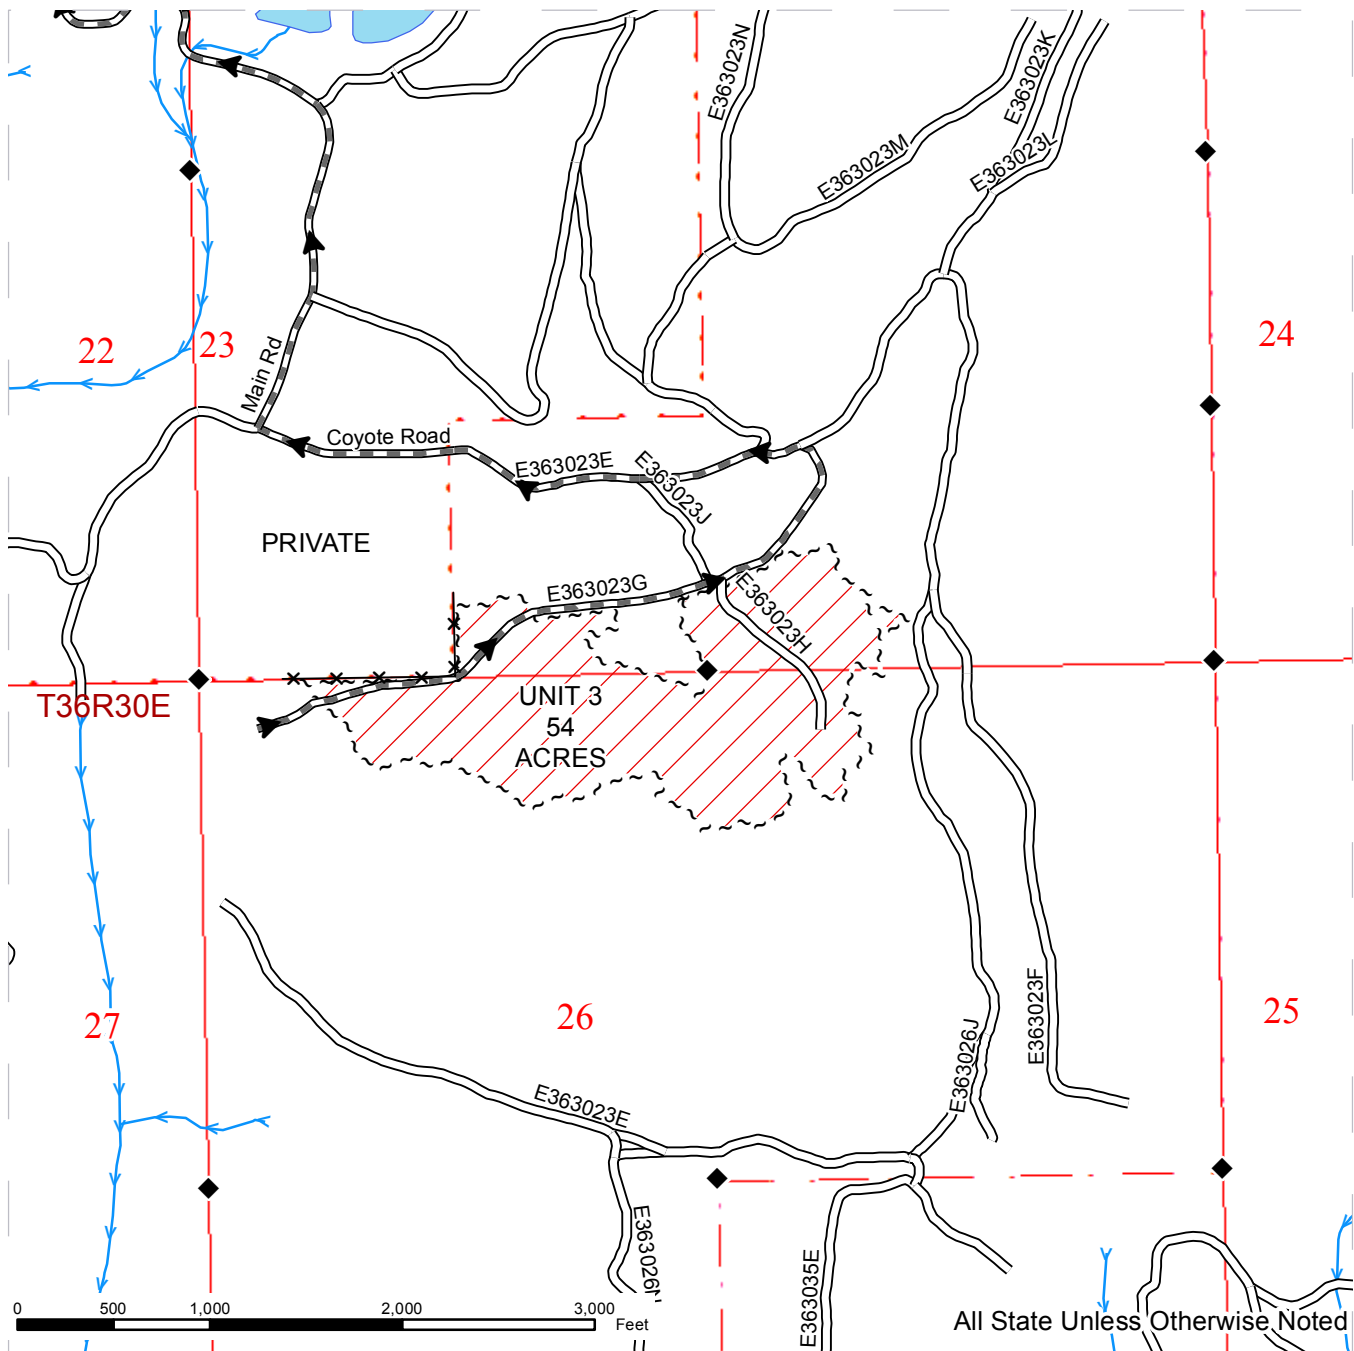 E363023N
E363023K
E363023M
E363023L
22
23
24
Main Rd
Coyote Road
E363023E
E363023J
PRIVATE
E363023G
E363023H
T36R30E
UNIT 3
54
ACRES
27
26
25
E363023F
E363026J
E363023E
E363026N
E363035E
0 500 1,000 2,000 3,000
Feet
All State Unless Otherwise Noted